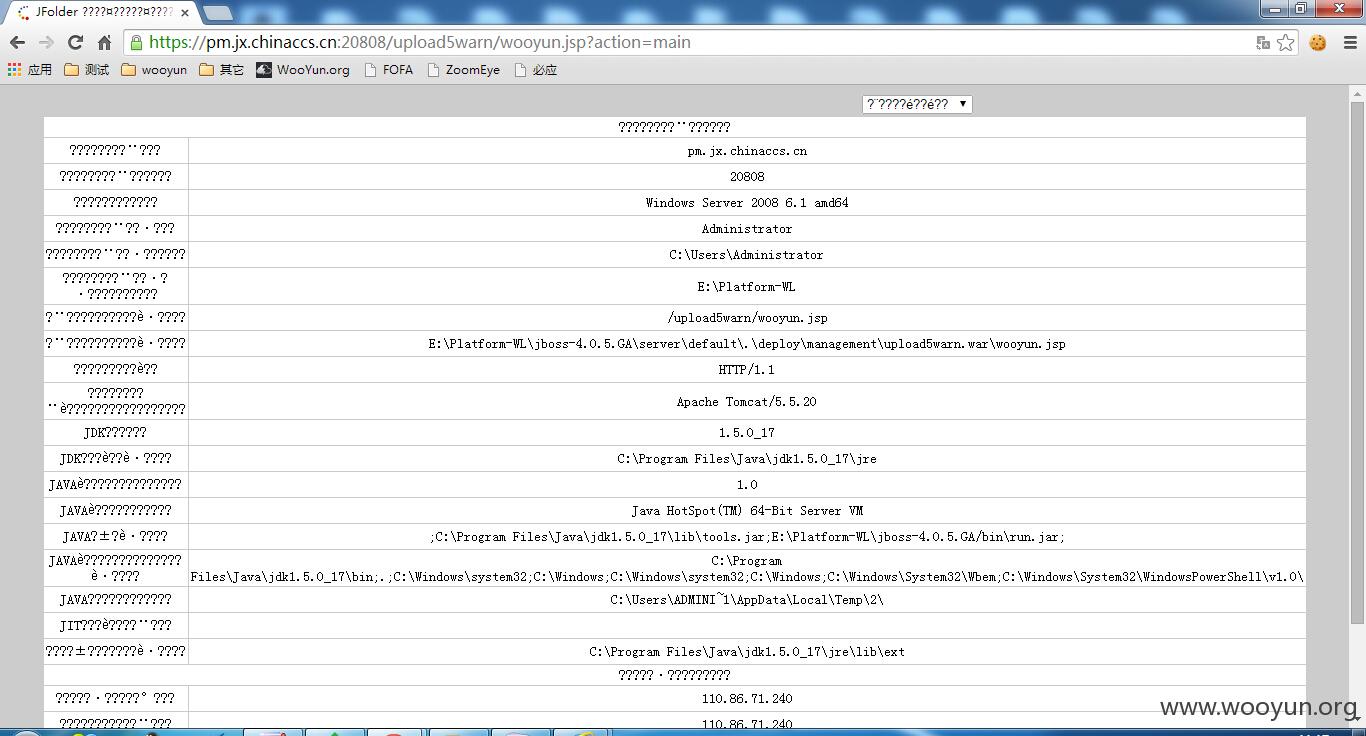 JFolder ????¤?????¤????
https://pm.jx.chinaccs.cn:20808/upload5warn/wooyun.jsp?action=main
应用 测试 wooyun 其它 WooYun.org FOFA ZoomEye 必应
?¨????é??é??
????????¨??????
????????¨??? pm.jx.chinaccs.cn
????????¨?????? 20808
???????????? Windows Server 2008 6.1 amd64
????????¨??·??? Administrator
????????¨??·?????? C:\Users\Administrator
????????¨??·?
·?????????? E:\Platform-WL
?¨??????????è·???? /upload5warn/wooyun.jsp
?¨??????????è·???? E:\Platform-WL\jboss-4.0.5.GA\server\default\.\deploy\management\upload5warn.war\wooyun.jsp
?????????è?? HTTP/1.1
????????
¨è????????????????? Apache Tomcat/5.5.20
JDK?????? 1.5.0_17
JDK???è??è·???? C:\Program Files\Java\jdk1.5.0_17\jre
JAVAè?????????????? 1.0
JAVAè??????????? Java HotSpot(TM) 64-Bit Server VM
JAVA?±?è·???? ;C:\Program Files\Java\jdk1.5.0_17\lib\tools.jar;E:\Platform-WL\jboss-4.0.5.GA/bin\run.jar;
JAVAè??????????????
è·???? C:\Program
Files\Java\jdk1.5.0_17\bin;.;C:\Windows\system32;C:\Windows;C:\Windows\system32;C:\Windows;C:\Windows\System32\Wbem;C:\Windows\System32\WindowsPowerShell\v1.0\
JAVA???????????? C:\Users\ADMINI~1\AppData\Local\Temp\2\
JIT???è????¨???
????±???????è·???? C:\Program Files\Java\jdk1.5.0_17\jre\lib\ext
?????·?????????
?????·?????°??? 110.86.71.240
???????????¨??? 110.86.71.240
www.wooyun.org